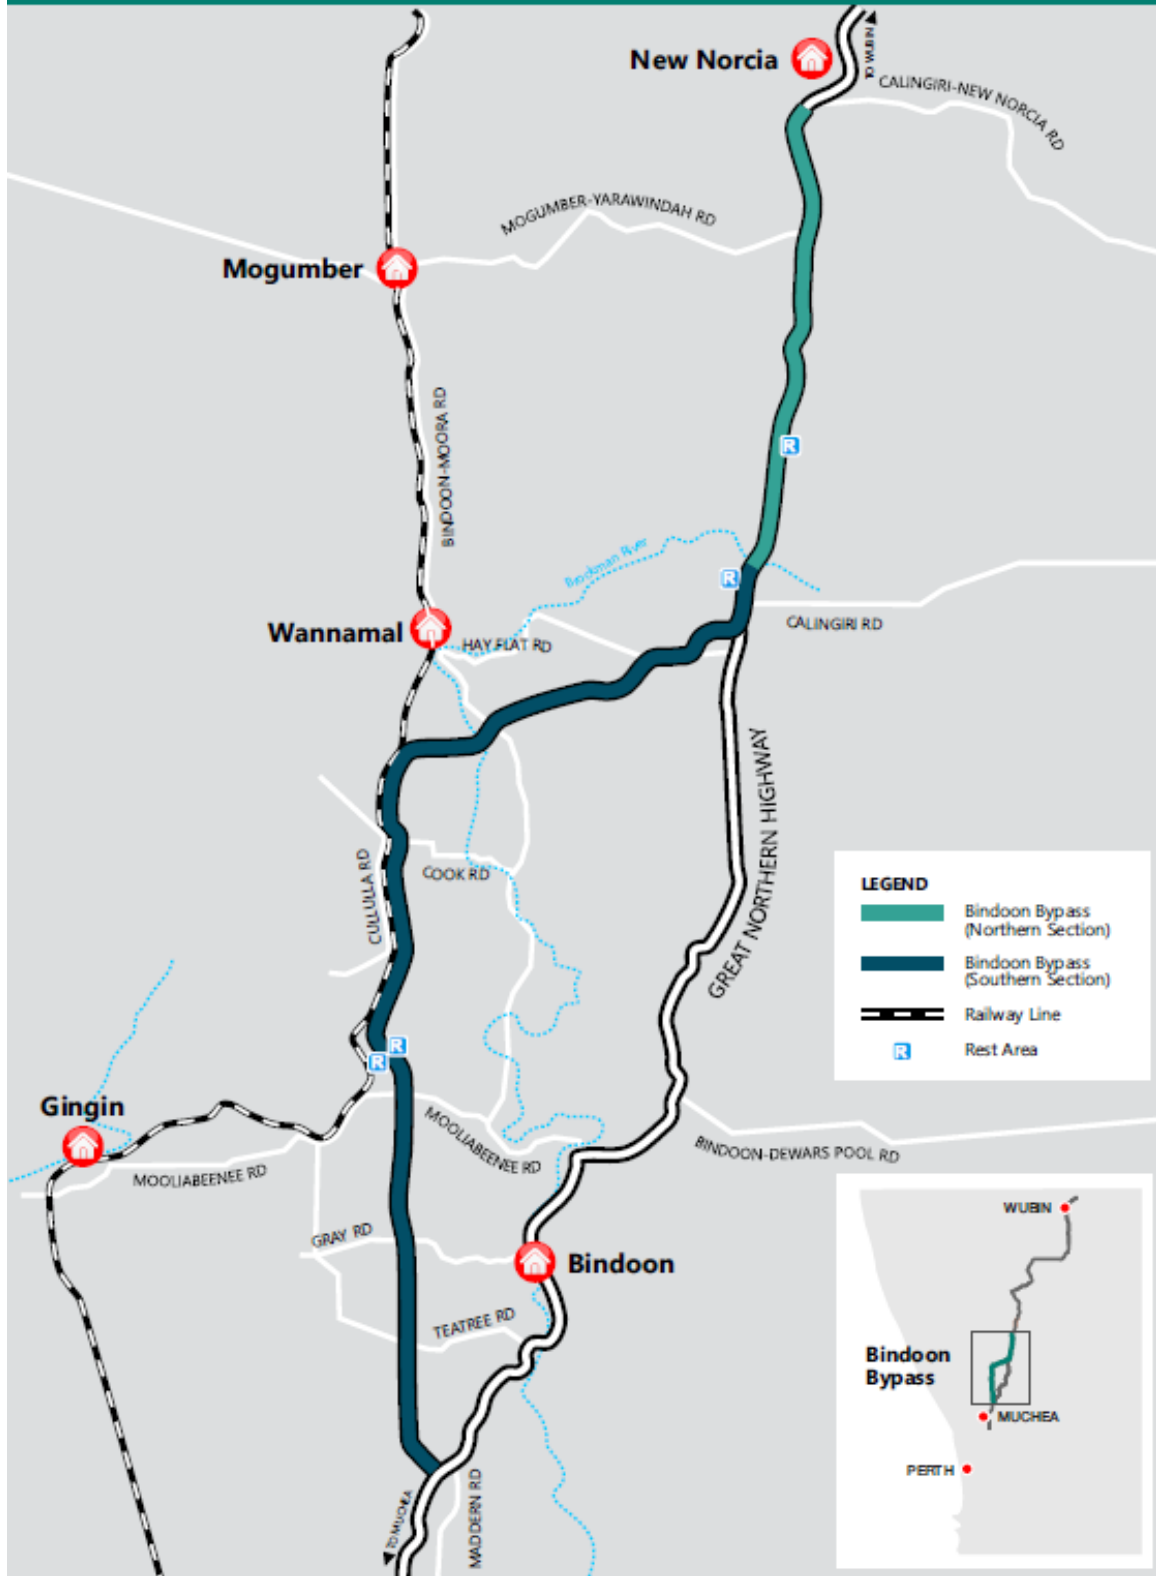 New Norcia
CALINGIRI-NEW NORCIA RD
MOGUMBER-YARAWINDAH RD
Mogumber
BINDOON-MOORA RD
R
Brockman River
R
Wannamal
HAY FLAT RD
CALINGIRI RD
GREAT NORTHERN HIGHWAY
CULLULLA RD
COOK RD
LEGEND
Bindoon Bypass
(Northern Section)
Bindoon Bypass
(Southern Section)
Railway Line
R
Rest Area
R
R
Gingin
MOOLIABEENEE RD
MOOLIABEENEE RD
BINDOON-DEWARS POOL RD
GRAY RD
Bindoon
TEATREE RD
TO MUCHEA
MADDERN RD
WUBIN
Bindoon
Bypass
MUCHEA
PERTH